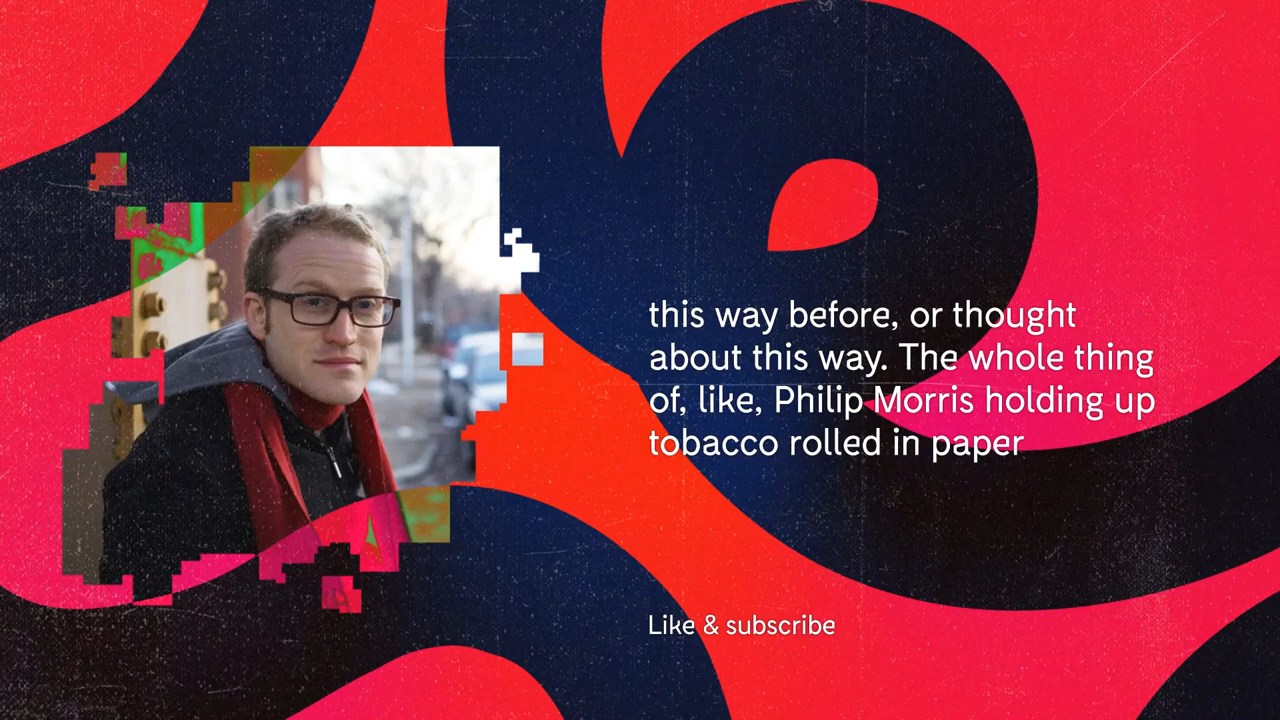 this way before, or thought
about this way. The whole thing
of, like, Philip Morris holding up
tobacco rolled in paper
Like & subscribe